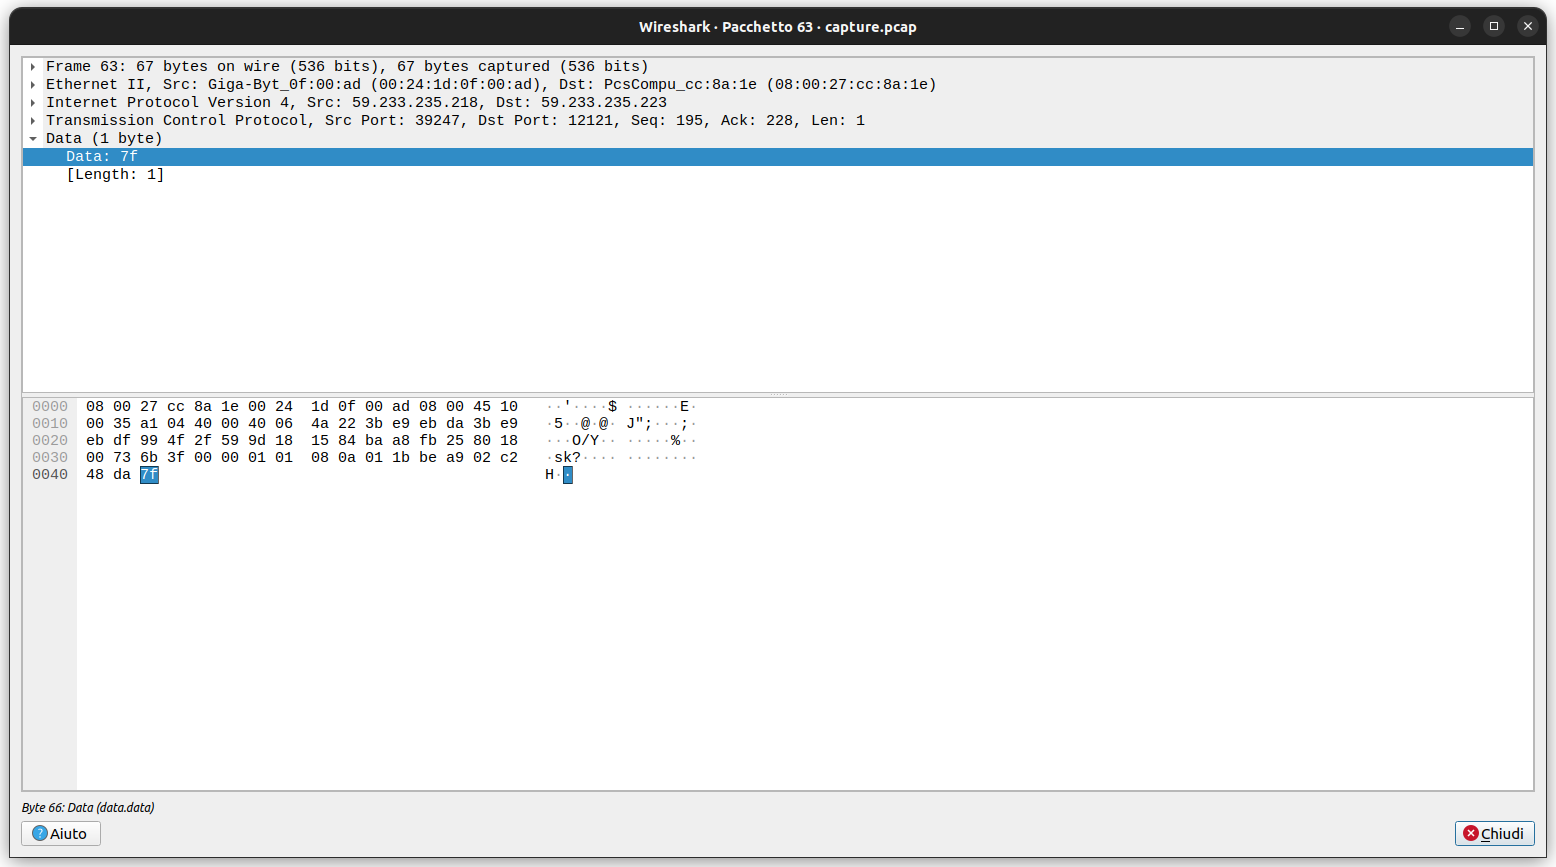 Wireshark · Pacchetto 63 · capture.pcap
Frame 63: 67 bytes on wire (536 bits), 67 bytes captured (536 bits)
Ethernet II, Src: Giga-Byt_0f:00:ad (00:24:1d:0f:00:ad), Dst: PcsCompu_cc:8a:1e (08:00:27:cc:8a:1e)
Internet Protocol Version 4, Src: 59.233.235.218, Dst: 59.233.235.223
Transmission Control Protocol, Src Port: 39247, Dst Port: 12121, Seq: 195, Ack: 228, Len: 1
Data (1 byte)
Data: 7f
[Length: 1]
0000 08 00 27 cc 8a 1e 00 24 1d 0f 00 ad 08 00 45 10 ··'····$ ······E·
0010 00 35 a1 04 40 00 40 06 4a 22 3b e9 eb da 3b e9 ·5··@·@· J";···;·
0020 eb df 99 4f 2f 59 9d 18 15 84 ba a8 fb 25 80 18 ···O/Y·· ·····%··
0030 00 73 6b 3f 00 00 01 01 08 0a 01 1b be a9 02 c2 ·sk?···· ········
0040 48 da 7f H··
Byte 66: Data (data.data)
Aiuto
Chiudi